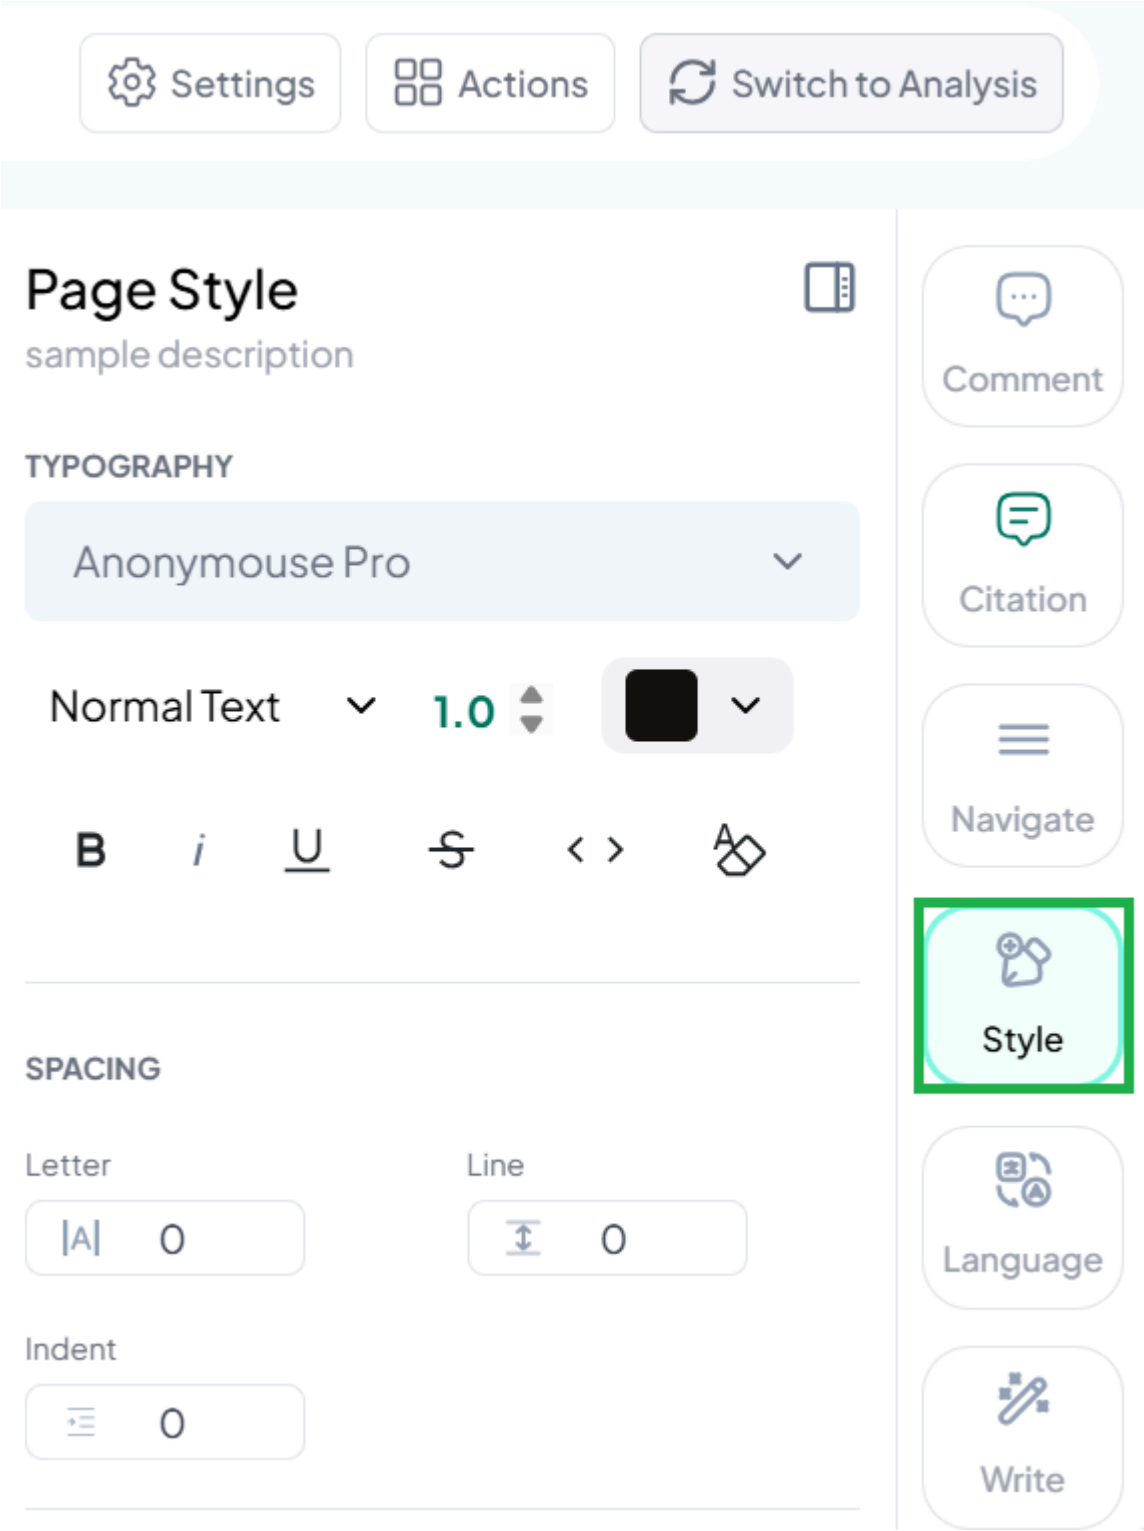 Settings
Actions
Switch to Analysis
Page Style
sample description
TYPOGRAPHY
Anonymouse Pro
Normal Text 1.0
B i U S < > A
SPACING
Letter Line
|A| 0 0
Indent
0
Comment
Citation
Navigate
Style
Language
Write